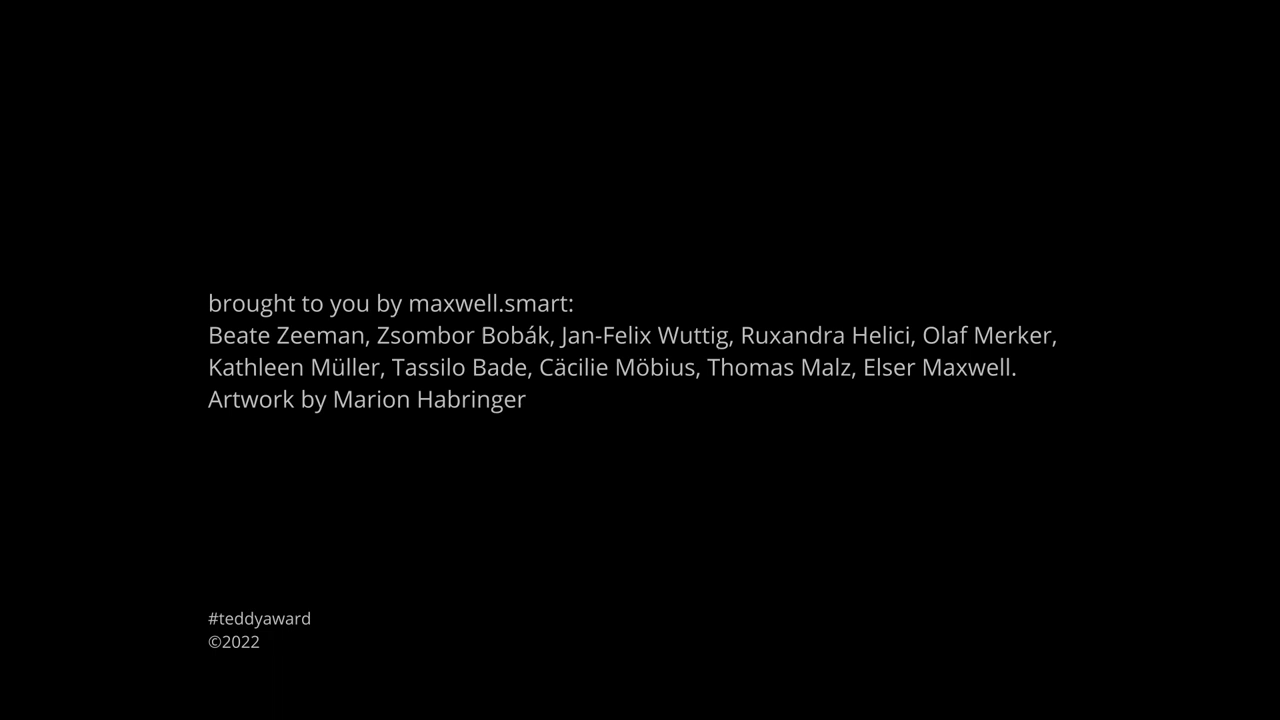 brought to you by maxwell.smart:
Beate Zeeman, Zsombor Bobák, Jan-Felix Wuttig, Ruxandra Helici, Olaf Merker,
Kathleen Müller, Tassilo Bade, Cäcilie Möbius, Thomas Malz, Elser Maxwell.
Artwork by Marion Habringer
#teddyaward
©2022